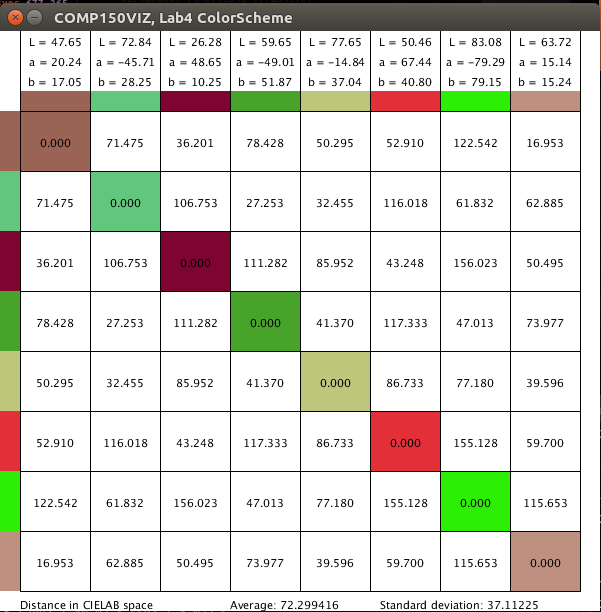 COMP150VIZ, Lab4 ColorScheme
L = 47.65 L = 72.84 L = 26.28 L = 59.65 L = 77.65 L = 50.46 L = 83.08 L = 63.72
a = 20.24 a = -45.71 a = 48.65 a = -49.01 a = -14.84 a = 67.44 a = -79.29 a = 15.14
b = 17.05 b = 28.25 b = 10.25 b = 51.87 b = 37.04 b = 40.80 b = 79.15 b = 15.24
0.000 71.475 36.201 78.428 50.295 52.910 122.542 16.953
71.475 0.000 106.753 27.253 32.455 116.018 61.832 62.885
36.201 106.753 0.000 111.282 85.952 43.248 156.023 50.495
78.428 27.253 111.282 0.000 41.370 117.333 47.013 73.977
50.295 32.455 85.952 41.370 0.000 86.733 77.180 39.596
52.910 116.018 43.248 117.333 86.733 0.000 155.128 59.700
122.542 61.832 156.023 47.013 77.180 155.128 0.000 115.653
16.953 62.885 50.495 73.977 39.596 59.700 115.653 0.000
Distance in CIELAB space Average: 72.299416 Standard deviation: 37.11225